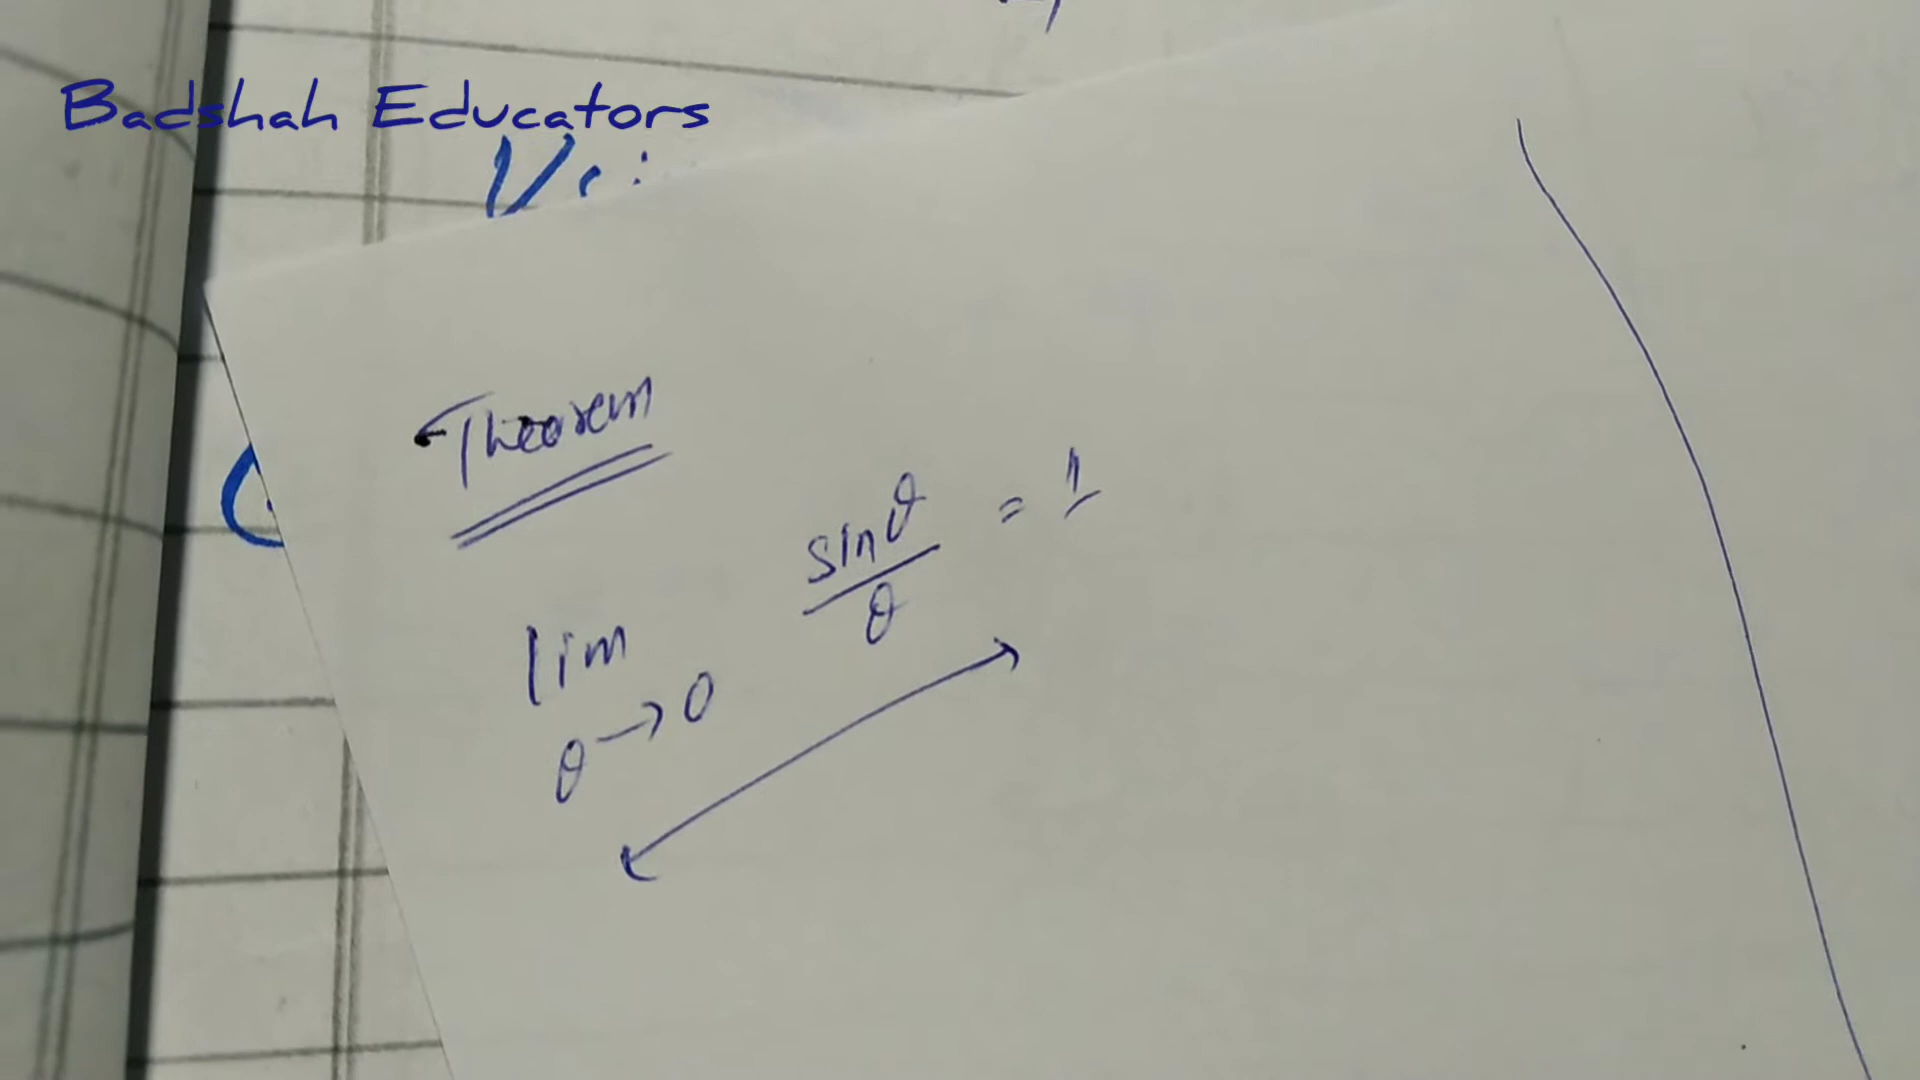 Badshah Educators
Theorem
lim θ→0 sinθ/θ = 1